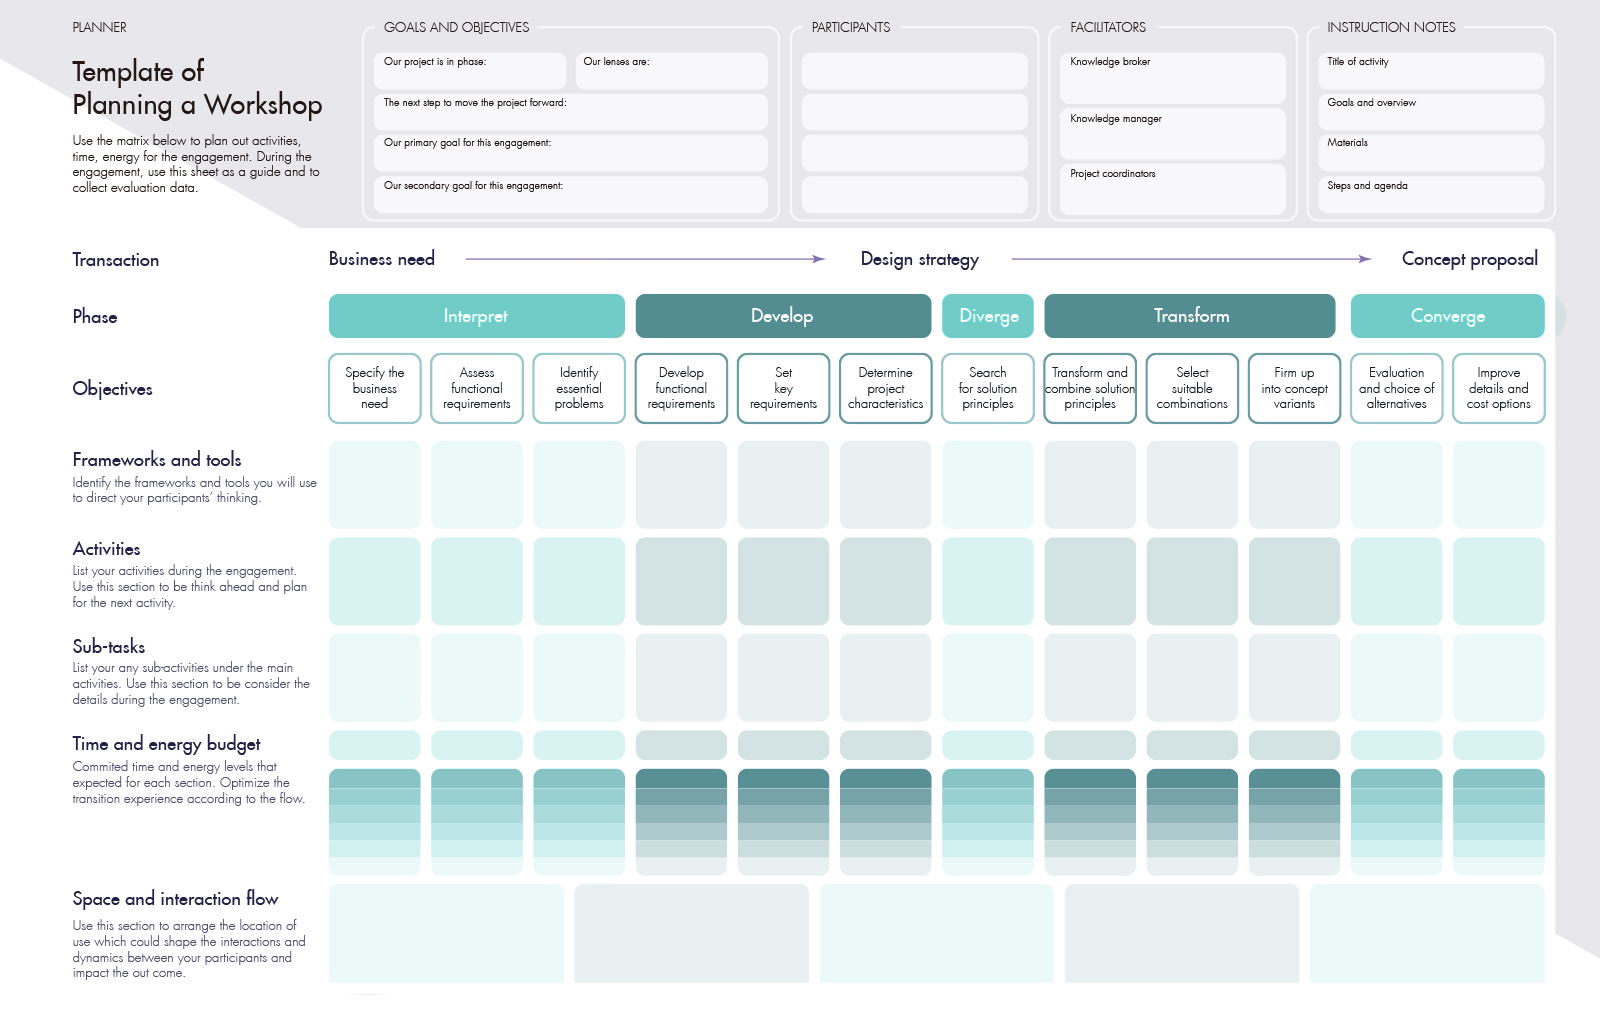 PLANNER
Template of
Planning a Workshop
Use the matrix below to plan out activities,
time, energy for the engagement. During the
engagement, use this sheet as a guide and to
collect evaluation data.
GOALS AND OBJECTIVES
Our project is in phase:
Our lenses are:
The next step to move the project forward:
Our primary goal for this engagement:
Our secondary goal for this engagement:
PARTICIPANTS
FACILITATORS
Knowledge broker
Knowledge manager
Project coordinators
INSTRUCTION NOTES
Title of activity
Goals and overview
Materials
Steps and agenda
Transaction
Business need
Design strategy
Concept proposal
Phase
Interpret
Develop
Diverge
Transform
Converge
Objectives
Specify the
business
need
Assess
functional
requirements
Identify
essential
problems
Develop
functional
requirements
Set
key
requirements
Determine
project
characteristics
Search
for solution
principles
Transform and
combine solution
principles
Select
suitable
combinations
Firm up
into concept
variants
Evaluation
and choice of
alternatives
Improve
details and
cost options
Frameworks and tools
Identify the frameworks and tools you will use
to direct your participants’ thinking.
Activities
List your activities during the engagement.
Use this section to be think ahead and plan
for the next activity.
Sub-tasks
List your any sub-activities under the main
activities. Use this section to be consider the
details during the engagement.
Time and energy budget
Commited time and energy levels that
expected for each section. Optimize the
transition experience according to the flow.
Space and interaction flow
Use this section to arrange the location of
use which could shape the interactions and
dynamics between your participants and
impact the out come.